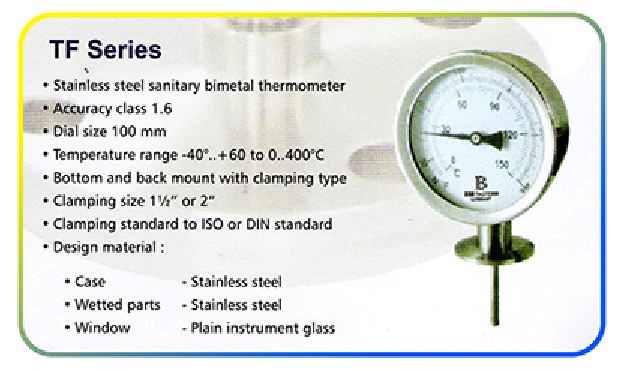 TF Series
• Stainless steel sanitary bimetal thermometer
• Accuracy class 1.6
• Dial size 100 mm
• Temperature range -40°..+60 to 0..400°C
• Bottom and back mount with clamping type
• Clamping size 1½" or 2"
• Clamping standard to ISO or DIN standard
• Design material :
• Case - Stainless steel
• Wetted parts - Stainless steel
• Window - Plain instrument glass
60 90
30 120
0 150
°C
B